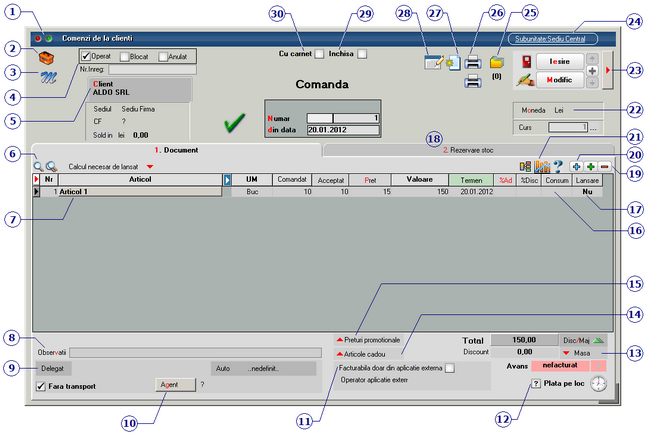 30 29 28 27 26 25 24
1 Comenzi de la clienti Subunitate:Sediu Central
Operat Blocat Anulat
Cu carnet Inchisa
2
3
4 Nr.Inreg:
(0)
Iesire
Modific
23
5 Client
ALDO SRL
Comanda
Sediul Sediu Firma
CF ?
Sold in lei 0,00
Numar 1
din data 20.01.2012
Moneda Lei 22
Curs 1 ...
21
18
1. Document 2. Rezervare stoc
20
6 Calcul necesar de lansat
19
Nr Articol UM Comandat Acceptat Pret Valoare Termen %Ad %Disc Consum Lansare
1 Articol 1 Buc 10 10 15 150 20.01.2012 Nu
7
17
16
15
14
8 Observatii
Preturi promotionale
Articole cadou
Total 150,00 Disc/Maj
Discount 0,00 Masa 13
9 Delegat Auto ..nedefinit..
Facturabila doar din aplicatie externa
Operator aplicatie exterr
Avans nefacturat
Fara transport Agent ?
? Plata pe loc
10 11 12